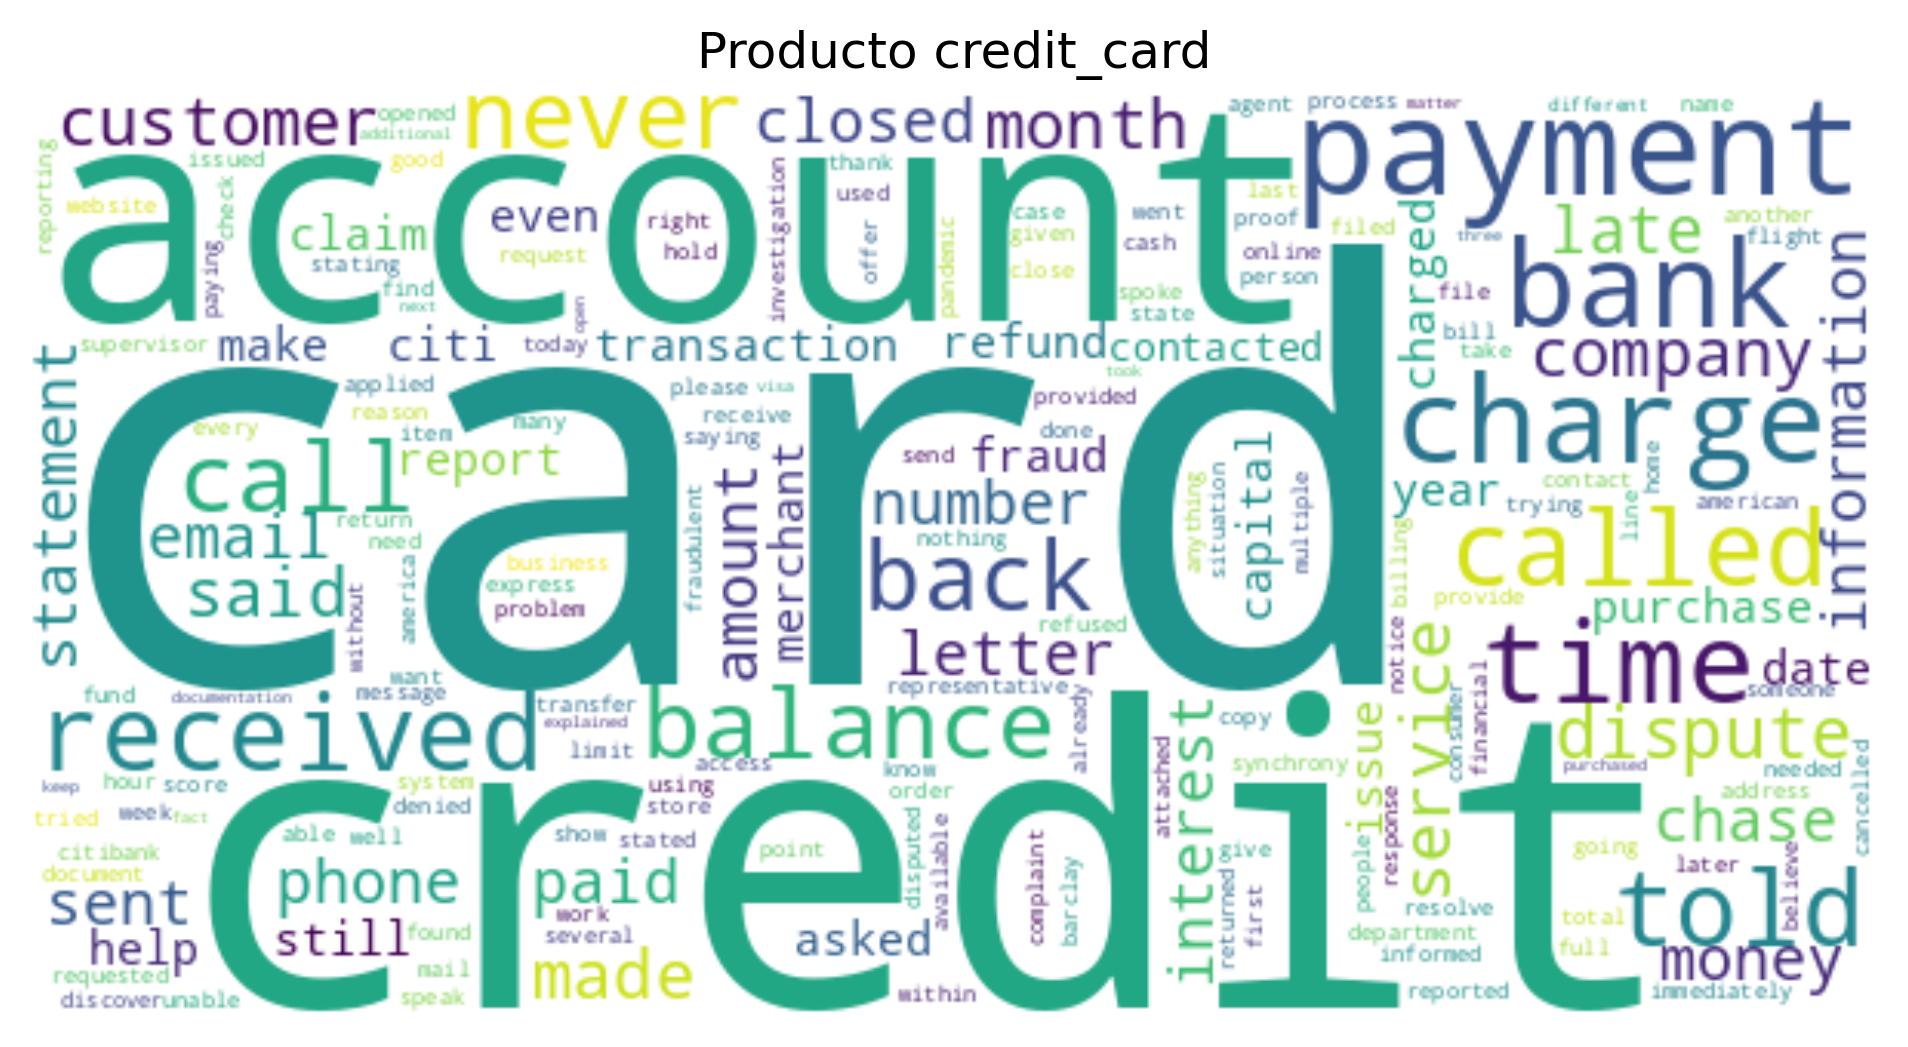 Producto credit_card
customer
opened
additional
never
closed
month
agent
process
matter
different
name
payment
account
reporting
issued
good
website
check
paying
claim
stating
find
next
even
request
open
right
hold
investigation
thank
used
offer
pandemic
case
given
close
went
cash
spoke
state
last
proof
online
person
filed
charged
three
file
bill
take
late
another
flight
bank
company
information
supervisor
make
citi
today
transaction
refund
contacted
took
statement
card
applied
reason
item
every
call
report
many
please
visa
receive
saying
provided
done
send
fraud
number
nothing
back
letter
refused
representative
amount
merchant
fraudulent
email
said
return
need
without
america
business
express
problem
want
message
anything
situation
capital
multiple
charge
year
trying
contact
home
line
american
called
billing
provide
purchase
notice
time
date
someone
service
consumer
financial
fund
documentation
received
transfer
explained
limit
balance
access
already
know
order
copy
interest
attached
synchrony
issue
people
response
dispute
purchased
needed
address
cancelled
chase
keep
hour
score
system
denied
using
store
tried
week
fact
able
well
show
stated
point
citibank
document
sent
phone
paid
work
several
still
found
help
requested
discover
unable
mail
speak
made
credit
disputed
available
asked
within
complaint
barclay
give
returned
first
department
resolve
informed
reported
going
later
believe
total
full
told
money
immediately